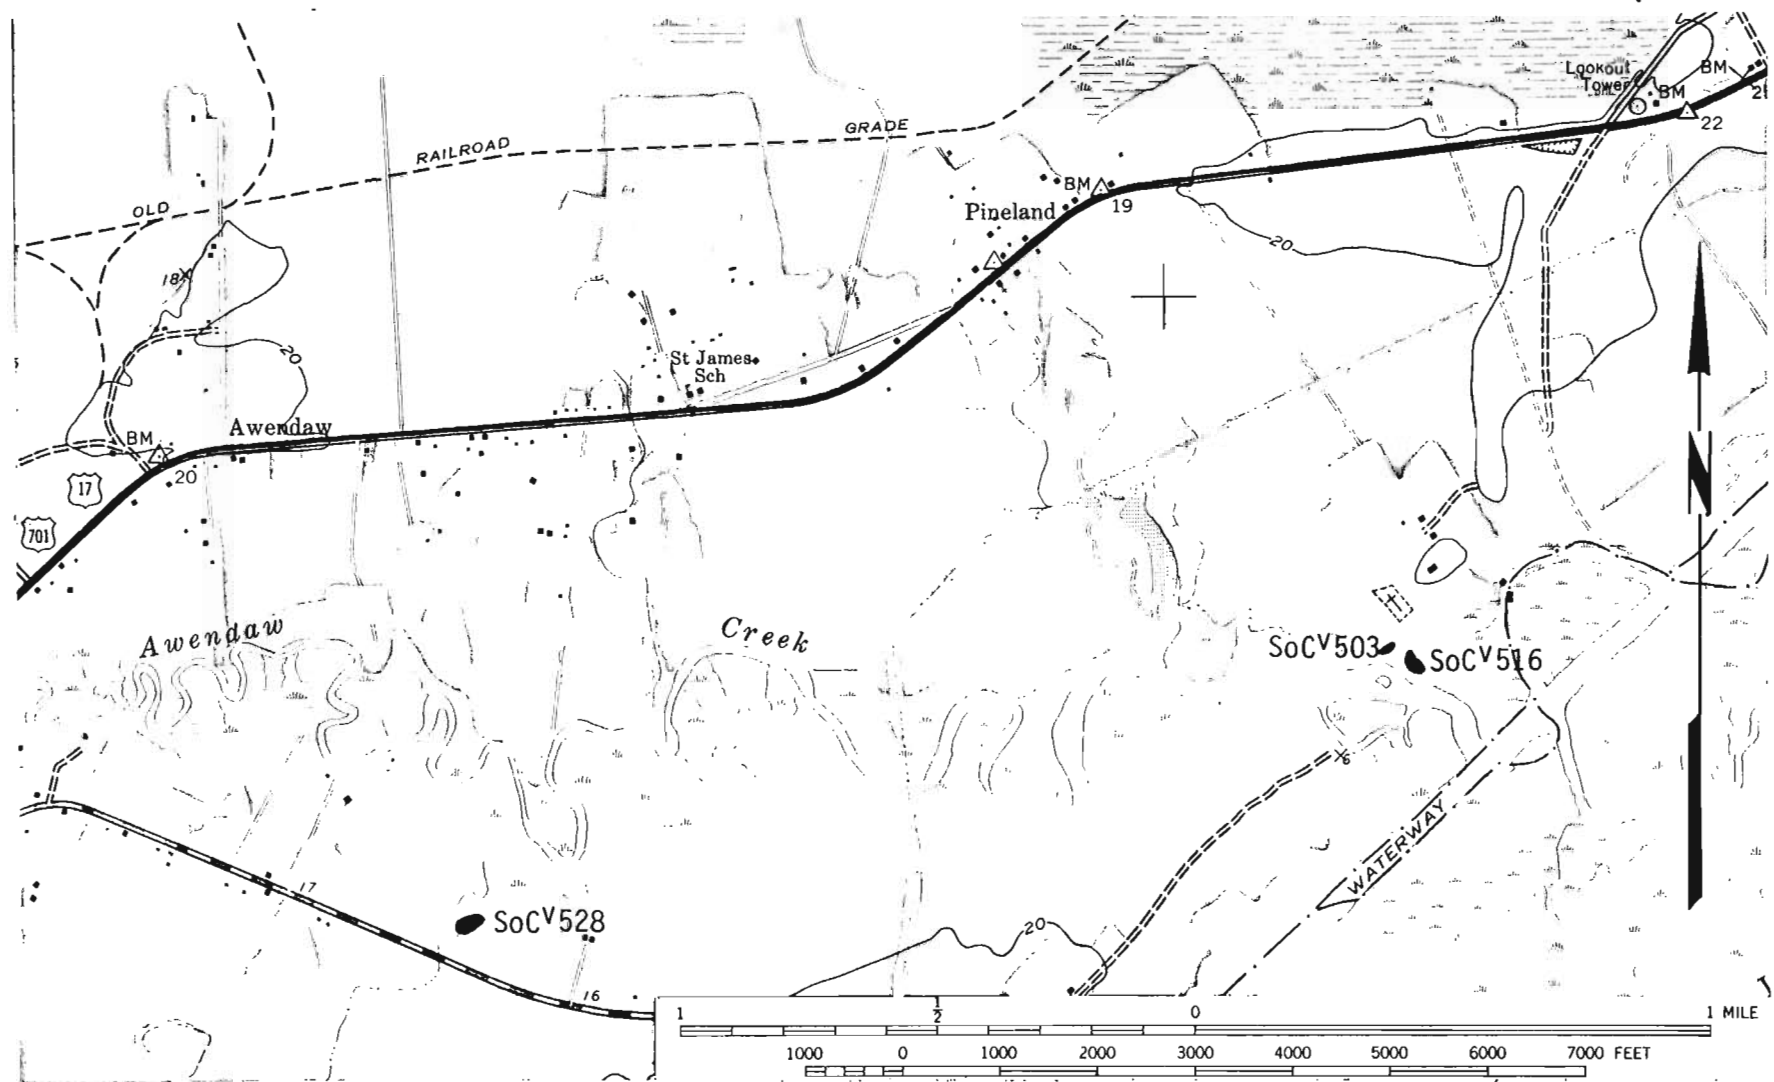 Lookout
Tower
BM
BM
22
GRADE
RAILROAD
OLD
BM
19
Pineland
20
18
20
St James
Sch
Awendaw
BM
20
17
701
Awendaw Creek
SoCV503
SoCV516
6
WATERWAY
17
SoCV528
20
16
1 1/2 0 1 MILE
1000 0 1000 2000 3000 4000 5000 6000 7000 FEET
N